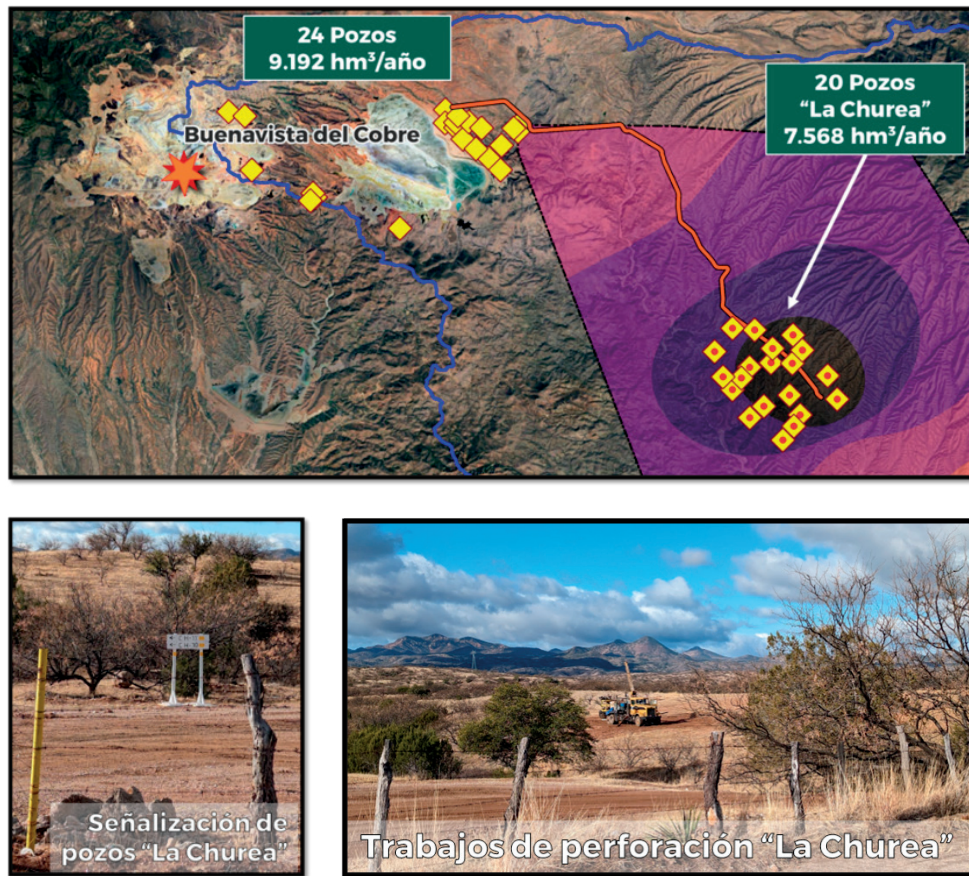 24 Pozos
9.192 hm³/año
20 Pozos
“La Churea”
7.568 hm³/año
Buenavista del Cobre
Señalización de
pozos “La Churea”
Trabajos de perforación “La Churea”